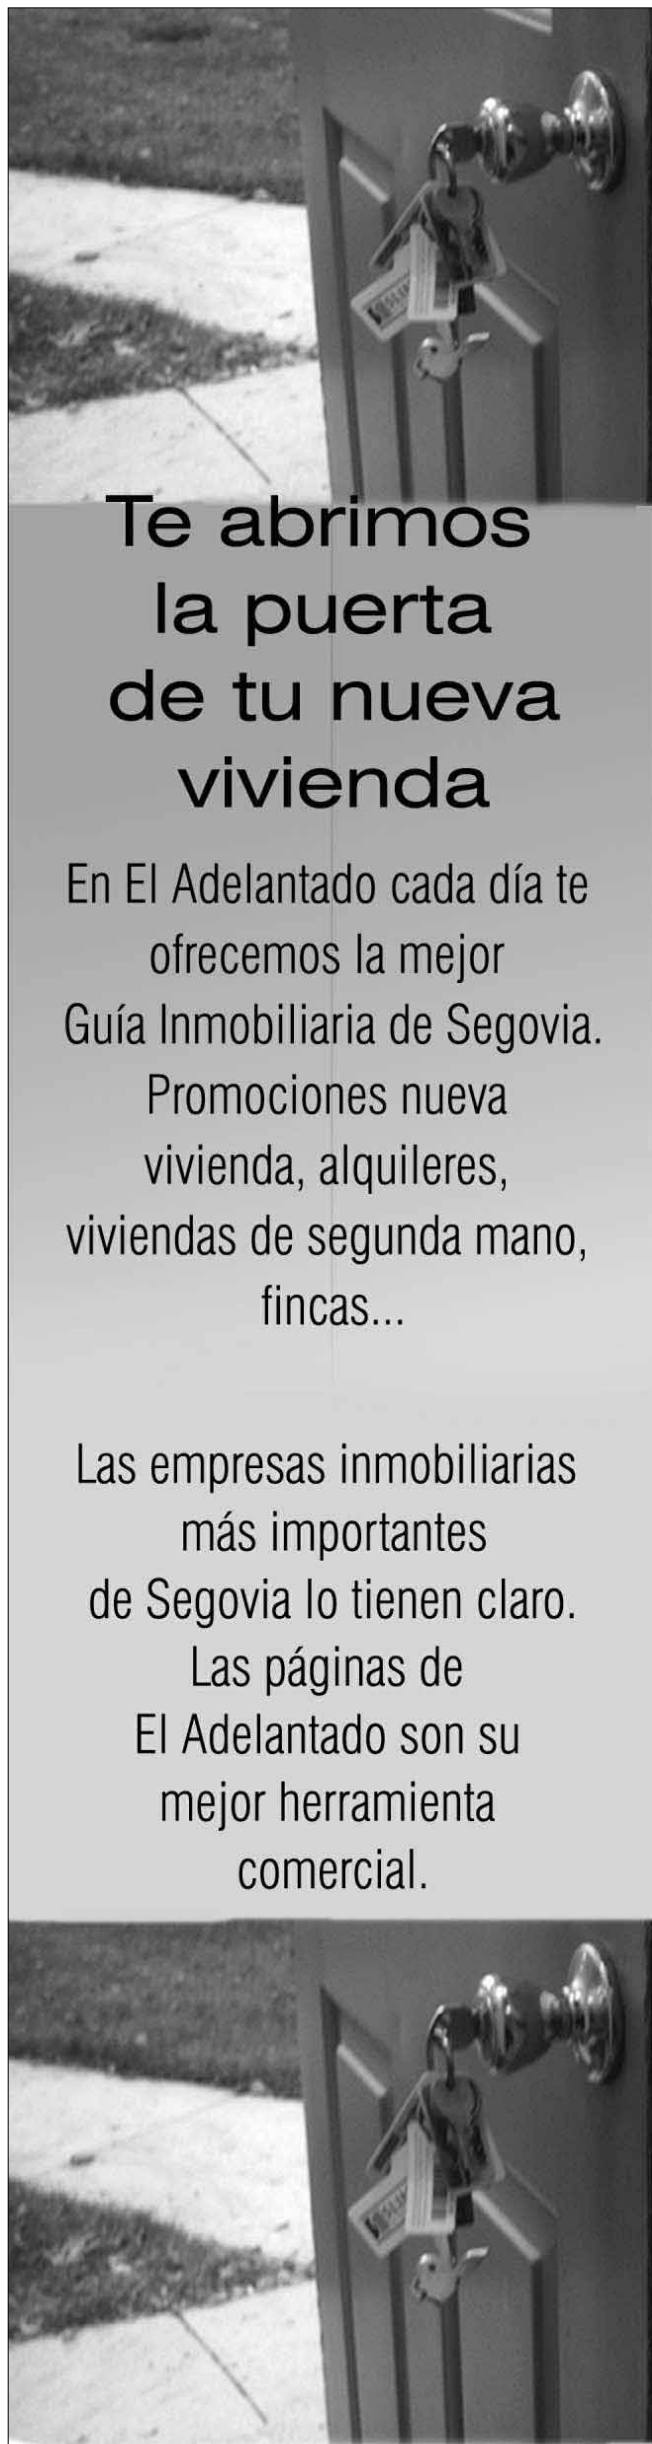 Te abrimos
la puerta
de tu nueva
vivienda
En El Adelantado cada día te
ofrecemos la mejor
Guía Inmobiliaria de Segovia.
Promociones nueva
vivienda, alquileres,
viviendas de segunda mano,
fincas...
Las empresas inmobiliarias
más importantes
de Segovia lo tienen claro.
Las páginas de
El Adelantado son su
mejor herramienta
comercial.